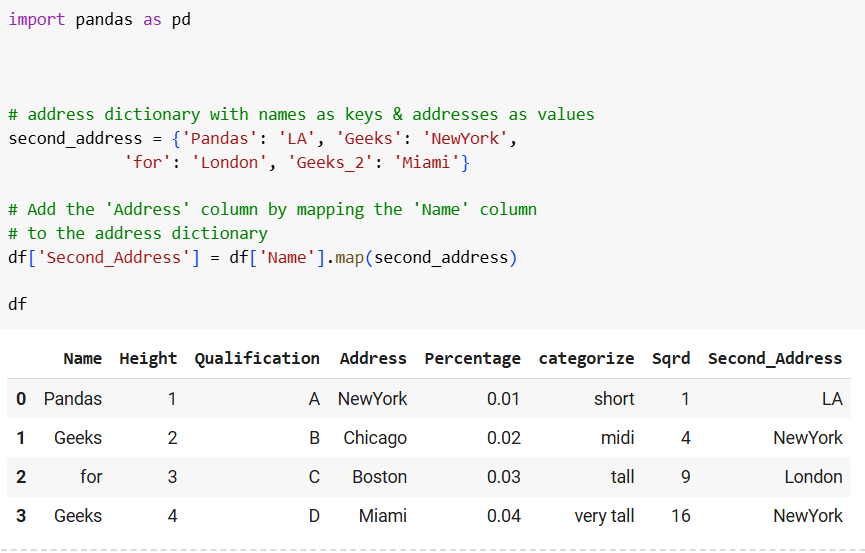 import pandas as pd
# address dictionary with names as keys & addresses as values
second_address = {'Pandas': 'LA', 'Geeks': 'NewYork',
'for': 'London', 'Geeks_2': 'Miami'}
# Add the 'Address' column by mapping the 'Name' column
# to the address dictionary
df['Second_Address'] = df['Name'].map(second_address)
df
Name Height Qualification Address Percentage categorize Sqrd Second_Address
0 Pandas 1 A NewYork 0.01 short 1 LA
1 Geeks 2 B Chicago 0.02 midi 4 NewYork
2 for 3 C Boston 0.03 tall 9 London
3 Geeks 4 D Miami 0.04 very tall 16 NewYork